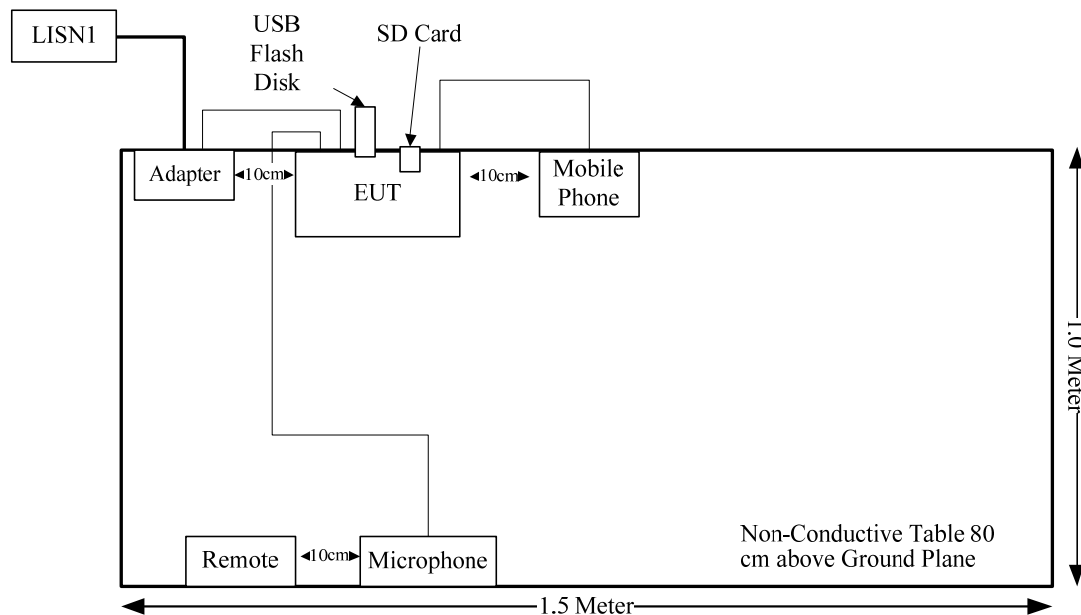 LISN1
USB
Flash
Disk
SD Card
Adapter
10cm
EUT
10cm
Mobile
Phone
1.0 Meter
Remote
10cm
Microphone
Non-Conductive Table 80
cm above Ground Plane
1.5 Meter